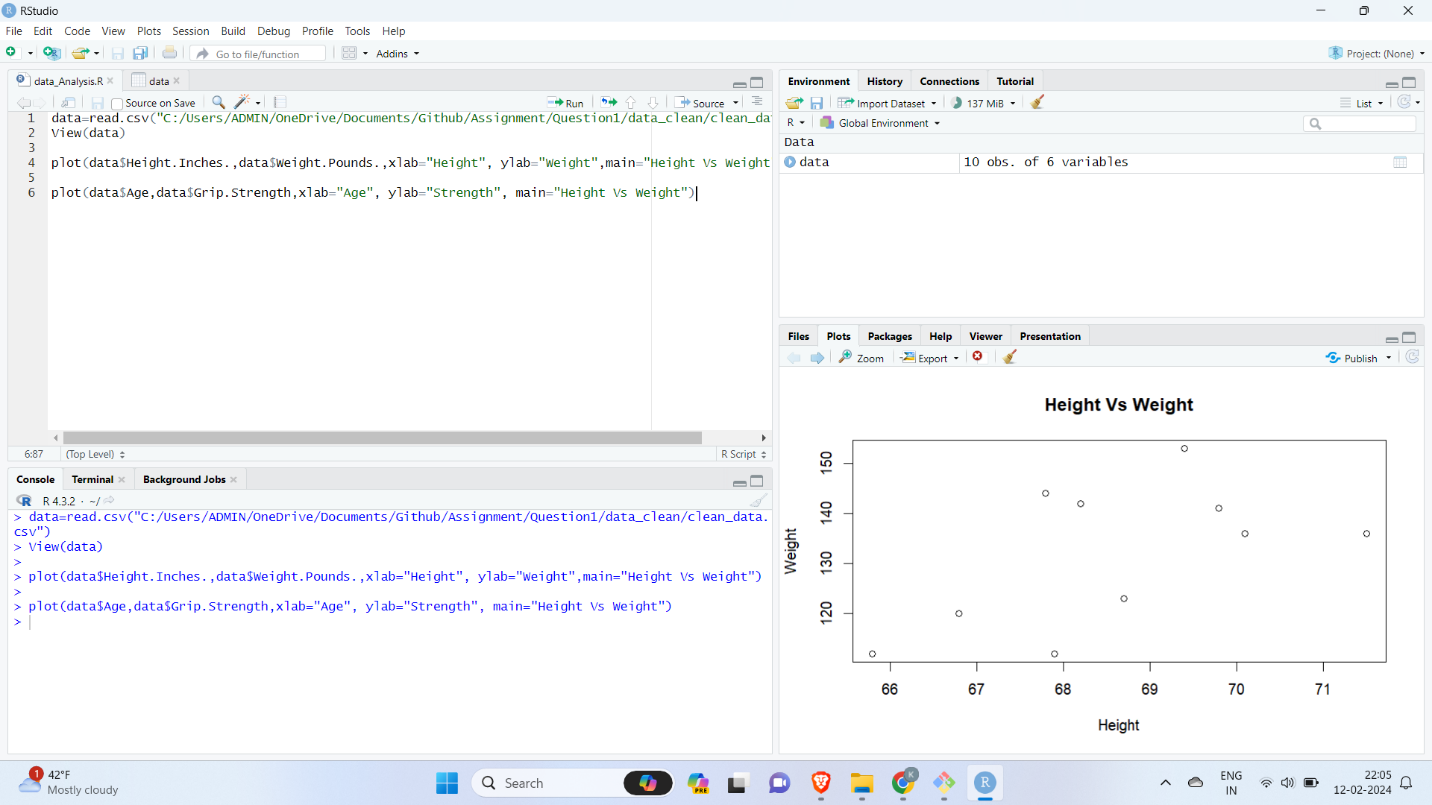 RStudio
File Edit Code View Plots Session Build Debug Profile Tools Help
Go to file/function Addins Project: (None)
data_Analysis.R data
Source on Save Run Source
1 data=read.csv("C:/Users/ADMIN/OneDrive/Documents/Github/Assignment/Question1/data_clean/clean_da
2 View(data)
3
4 plot(data$Height.Inches.,data$Weight.Pounds.,xlab="Height", ylab="Weight",main="Height Vs Weight
5
6 plot(data$Age,data$Grip.Strength,xlab="Age", ylab="Strength", main="Height Vs Weight")
6:87 (Top Level) R Script
Console Terminal Background Jobs
R 4.3.2 · ~/
> data=read.csv("C:/Users/ADMIN/OneDrive/Documents/Github/Assignment/Question1/data_clean/clean_data.
csv")
> View(data)
>
> plot(data$Height.Inches.,data$Weight.Pounds.,xlab="Height", ylab="Weight",main="Height Vs Weight")
>
> plot(data$Age,data$Grip.Strength,xlab="Age", ylab="Strength", main="Height Vs Weight")
>
Environment History Connections Tutorial
Import Dataset 137 MiB List
R Global Environment
Data
data 10 obs. of 6 variables
Files Plots Packages Help Viewer Presentation
Zoom Export Publish
Height Vs Weight
Weight
150
140
130
120
66 67 68 69 70 71
Height
1 42°F
Mostly cloudy
Search
PRE
K
ENG
IN
22:05
12-02-2024